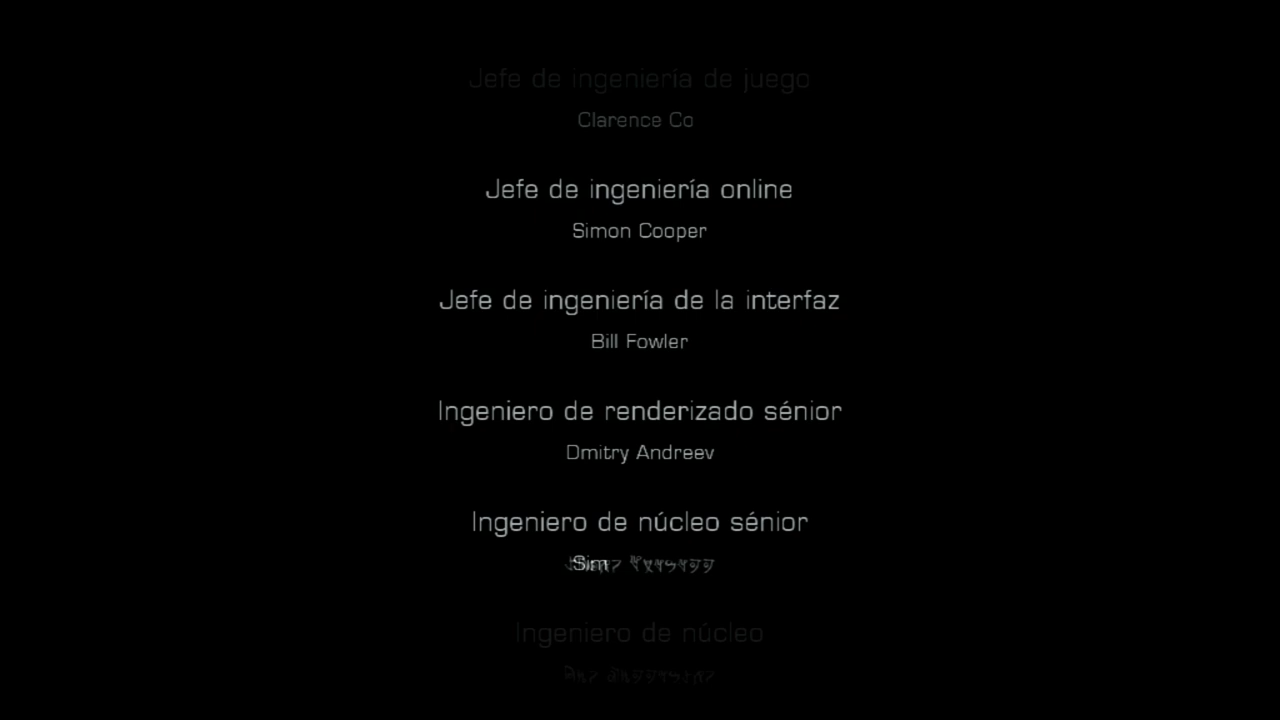 Jefe de ingeniería de juego
Clarence Co
Jefe de ingeniería online
Simon Cooper
Jefe de ingeniería de la interfaz
Bill Fowler
Ingeniero de renderizado sénior
Dmitry Andreev
Ingeniero de núcleo sénior
Sim
Ingeniero de núcleo